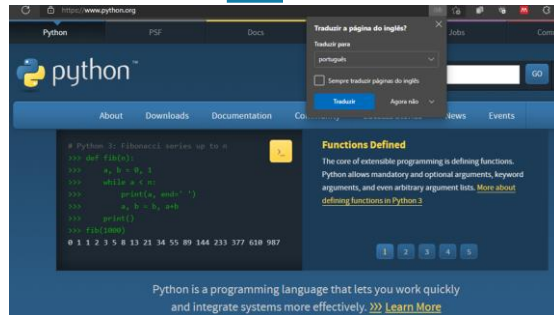 https://www.python.org
Python
PSF
Docs
Jobs
Com
Traduzir a página do inglês?
Traduzir para
português
Sempre traduzir páginas do inglês
Traduzir
Agora não
python™
GO
About
Downloads
Documentation
News
Events
# Python 3: Fibonacci series up to n
>>> def fib(n):
>>> a, b = 0, 1
>>> while a < n:
>>> print(a, end=' ')
>>> a, b = b, a+b
>>> print()
>>> fib(1000)
0 1 1 2 3 5 8 13 21 34 55 89 144 233 377 610 987
>_
Functions Defined
The core of extensible programming is defining functions.
Python allows mandatory and optional arguments, keyword
arguments, and even arbitrary argument lists. More about
defining functions in Python 3
1 2 3 4 5
Python is a programming language that lets you work quickly
and integrate systems more effectively. >>> Learn More